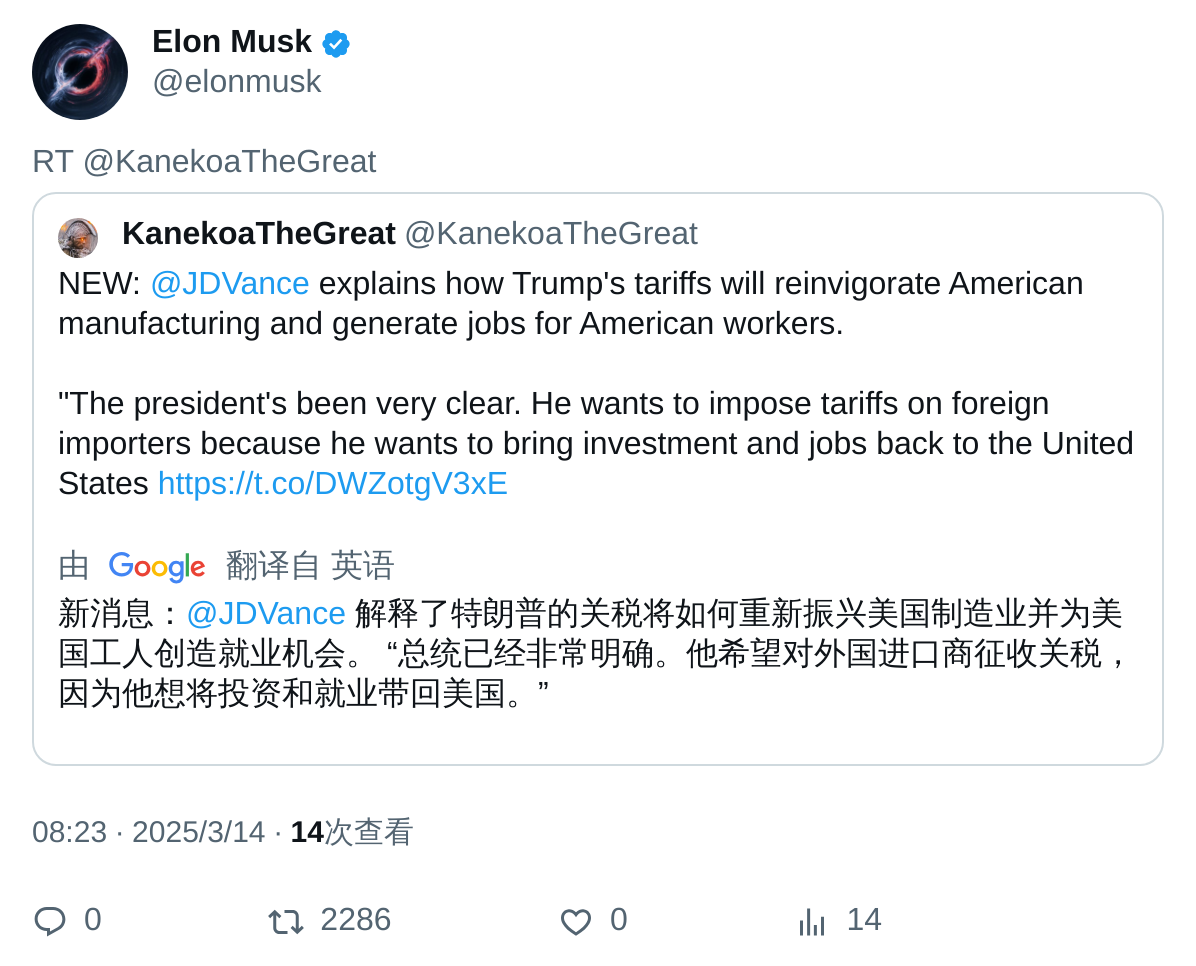 Elon Musk
@elonmusk
RT @KanekoaTheGreat
KanekoaTheGreat @KanekoaTheGreat
NEW: @JDVance explains how Trump's tariffs will reinvigorate American
manufacturing and generate jobs for American workers.
"The president's been very clear. He wants to impose tariffs on foreign
importers because he wants to bring investment and jobs back to the United
States https://t.co/DWZotgV3xE
由 Google 翻译自 英语
新消息：@JDVance 解释了特朗普的关税将如何重新振兴美国制造业并为美
国工人创造就业机会。 “总统已经非常明确。他希望对外国进口商征收关税，
因为他想将投资和就业带回美国。”
08:23 · 2025/3/14 · 14次查看
0 2286 0 14